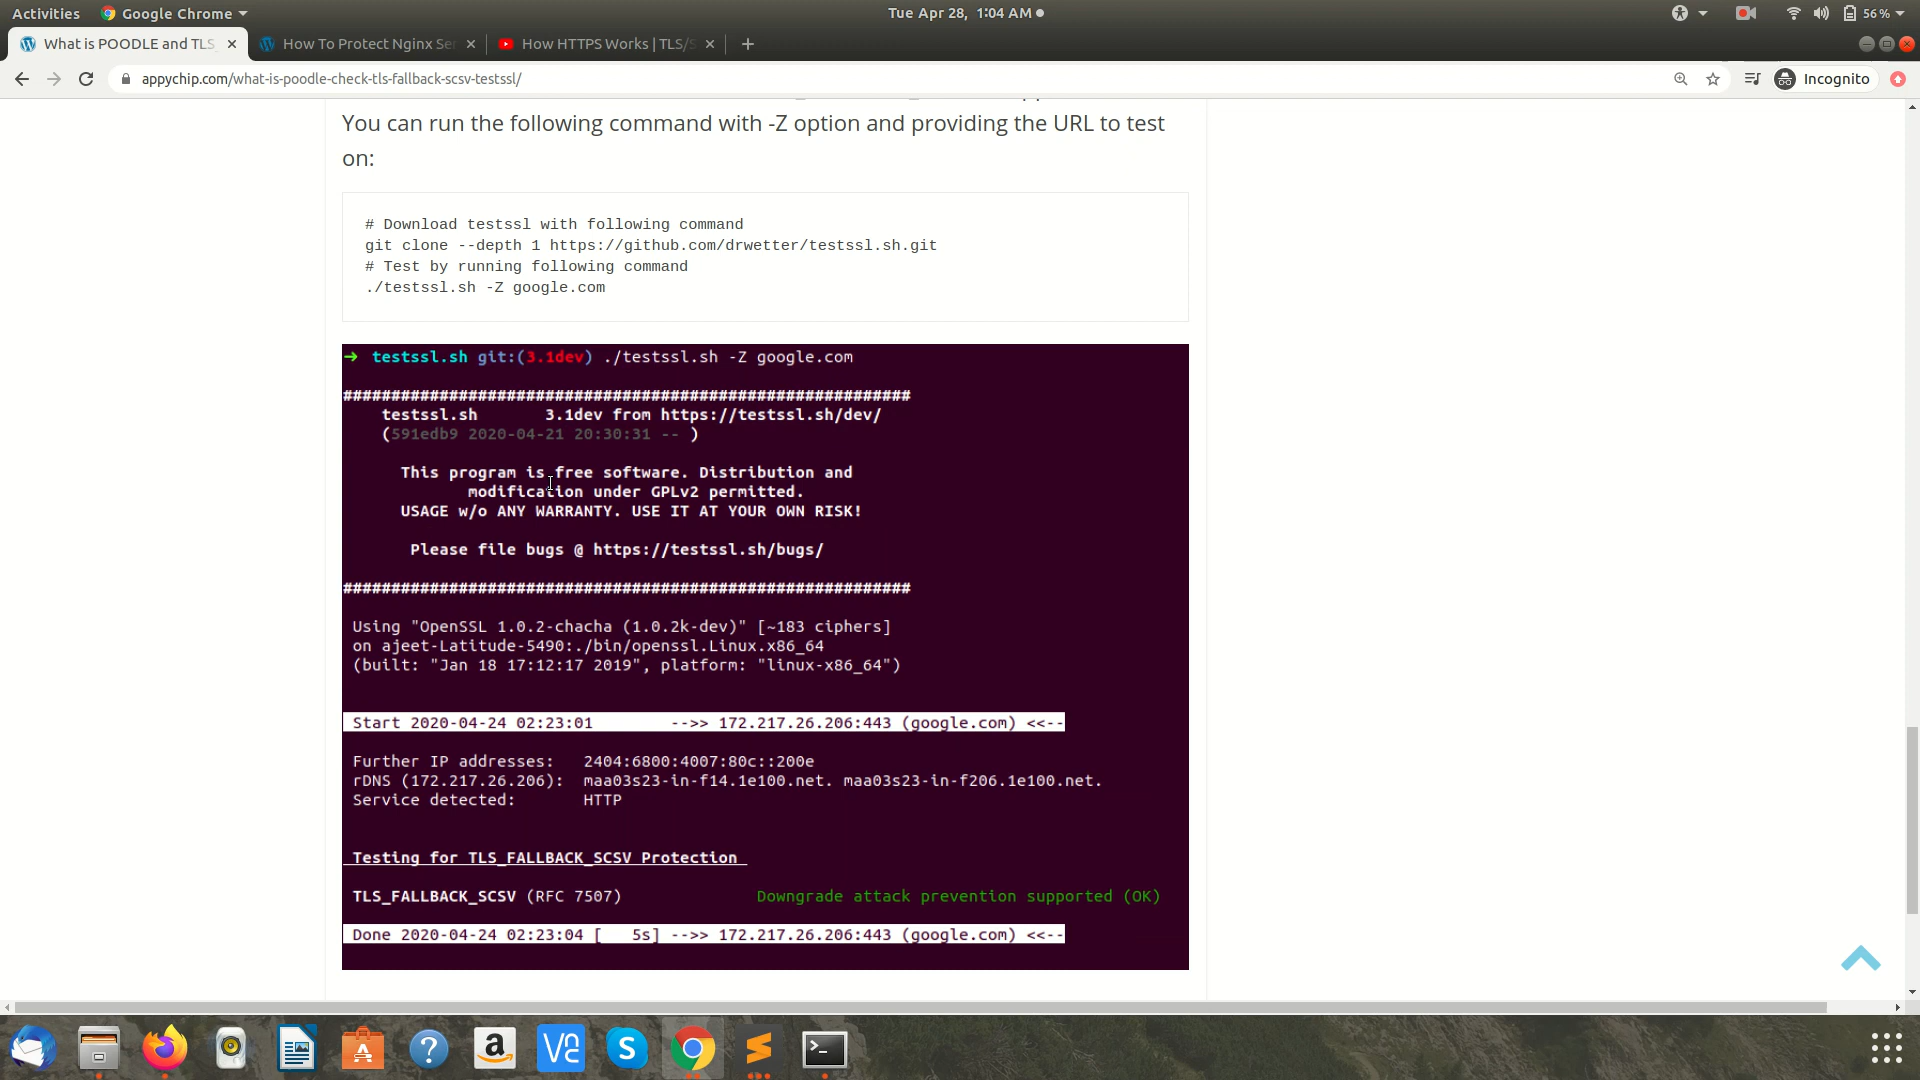 Activities Google Chrome Tue Apr 28, 1:04 AM 56%
What is POODLE and TLS How To Protect Nginx Ser How HTTPS Works | TLS/S
appychip.com/what-is-poodle-check-tls-fallback-scsv-testssl/ Incognito
You can run the following command with -Z option and providing the URL to test
on:
# Download testssl with following command
git clone --depth 1 https://github.com/drwetter/testssl.sh.git
# Test by running following command
./testssl.sh -Z google.com
➜ testssl.sh git:(3.1dev) ./testssl.sh -Z google.com
###########################################################
testssl.sh 3.1dev from https://testssl.sh/dev/
(591edb9 2020-04-21 20:30:31 -- )
This program is free software. Distribution and
modification under GPLv2 permitted.
USAGE w/o ANY WARRANTY. USE IT AT YOUR OWN RISK!
Please file bugs @ https://testssl.sh/bugs/
###########################################################
Using "OpenSSL 1.0.2-chacha (1.0.2k-dev)" [~183 ciphers]
on ajeet-Latitude-5490:./bin/openssl.Linux.x86_64
(built: "Jan 18 17:12:17 2019", platform: "linux-x86_64")
Start 2020-04-24 02:23:01 -->> 172.217.26.206:443 (google.com) <<--
Further IP addresses: 2404:6800:4007:80c::200e
rDNS (172.217.26.206): maa03s23-in-f14.1e100.net. maa03s23-in-f206.1e100.net.
Service detected: HTTP
Testing for TLS_FALLBACK_SCSV Protection
TLS_FALLBACK_SCSV (RFC 7507) Downgrade attack prevention supported (OK)
Done 2020-04-24 02:23:04 [ 5s] -->> 172.217.26.206:443 (google.com) <<--